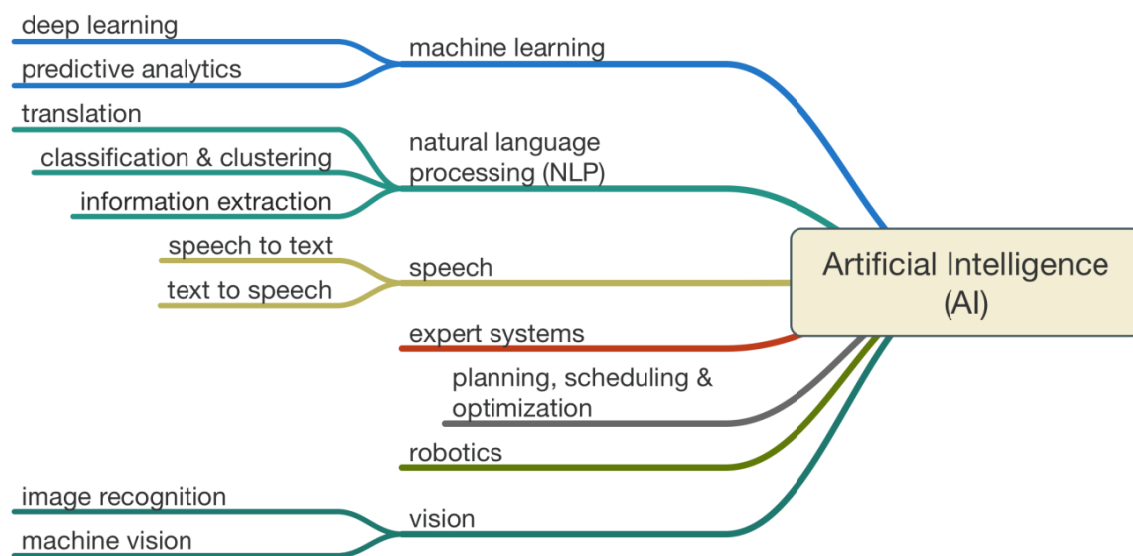 deep learning
predictive analytics
machine learning
translation
classification & clustering
information extraction
natural language
processing (NLP)
speech to text
text to speech
speech
expert systems
planning, scheduling &
optimization
robotics
image recognition
machine vision
vision
Artificial Intelligence
(AI)